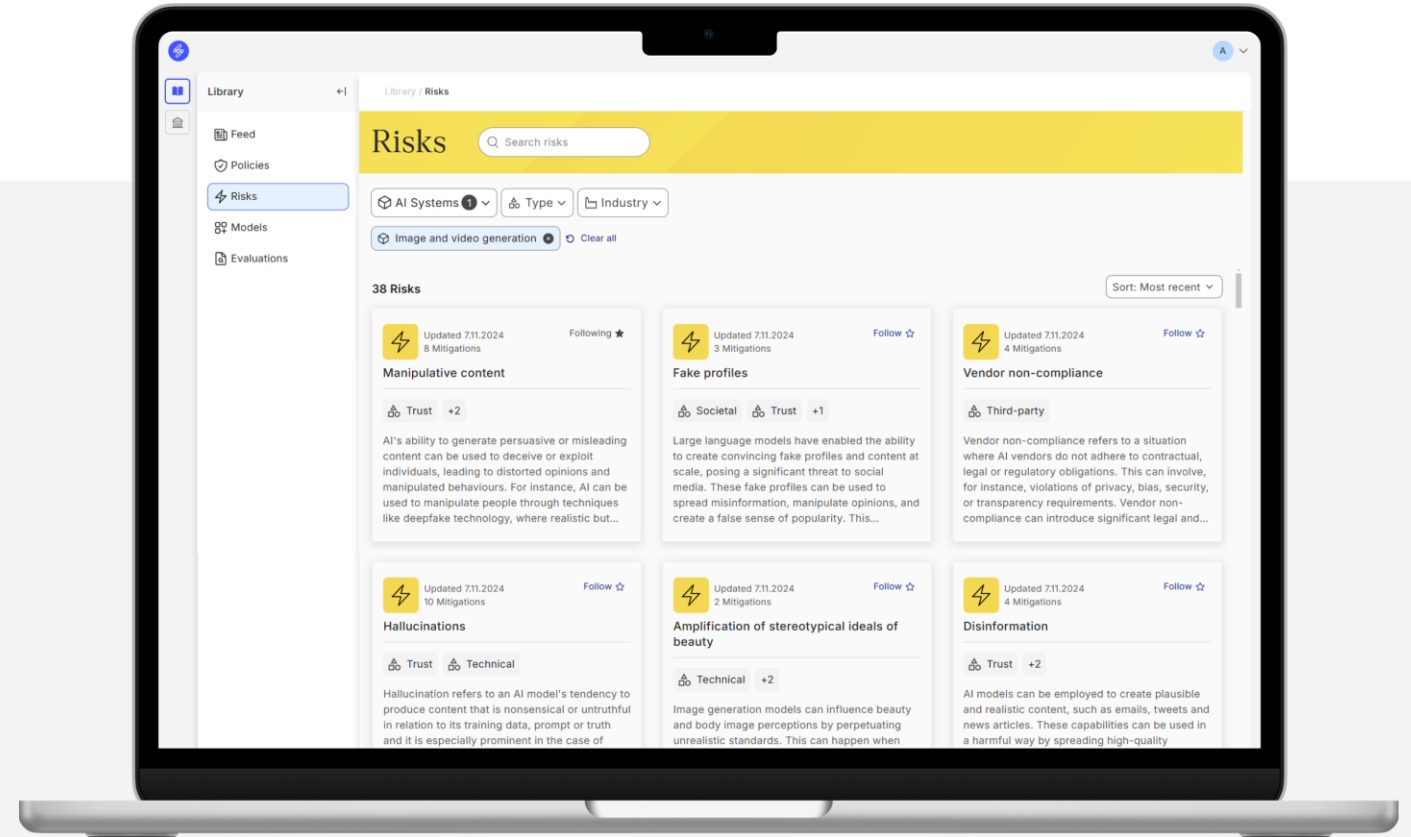 A
Library
Library / Risks
Feed
Policies
Risks
Models
Evaluations
Risks
Search risks
AI Systems 1
Type
Industry
Image and video generation
Clear all
38 Risks
Sort: Most recent
Updated 7.11.2024
8 Mitigations
Following
Manipulative content
Trust +2
AI's ability to generate persuasive or misleading
content can be used to deceive or exploit
individuals, leading to distorted opinions and
manipulated behaviours. For instance, AI can be
used to manipulate people through techniques
like deepfake technology, where realistic but...
Updated 7.11.2024
3 Mitigations
Follow
Fake profiles
Societal Trust +1
Large language models have enabled the ability
to create convincing fake profiles and content at
scale, posing a significant threat to social
media. These fake profiles can be used to
spread misinformation, manipulate opinions, and
create a false sense of popularity. This...
Updated 7.11.2024
4 Mitigations
Follow
Vendor non-compliance
Third-party
Vendor non-compliance refers to a situation
where AI vendors do not adhere to contractual,
legal or regulatory obligations. This can involve,
for instance, violations of privacy, bias, security,
or transparency requirements. Vendor non-
compliance can introduce significant legal and...
Updated 7.11.2024
10 Mitigations
Follow
Hallucinations
Trust Technical
Hallucination refers to an AI model's tendency to
produce content that is nonsensical or untruthful
in relation to its training data, prompt or truth
and it is especially prominent in the case of
Updated 7.11.2024
2 Mitigations
Follow
Amplification of stereotypical ideals of
beauty
Technical +2
Image generation models can influence beauty
and body image perceptions by perpetuating
unrealistic standards. This can happen when
Updated 7.11.2024
4 Mitigations
Follow
Disinformation
Trust +2
AI models can be employed to create plausible
and realistic content, such as emails, tweets and
news articles. These capabilities can be used in
a harmful way by spreading high-quality